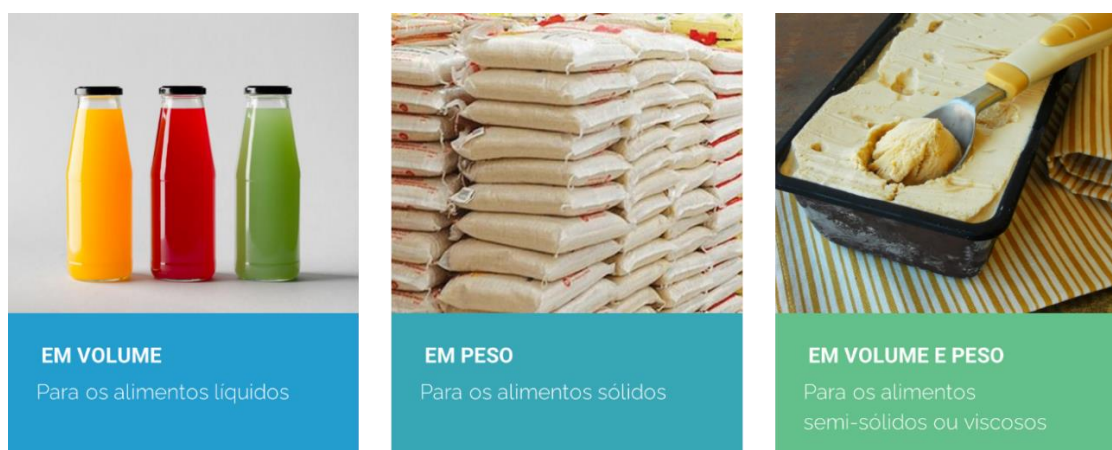 EM VOLUME
Para os alimentos líquidos
EM PESO
Para os alimentos sólidos
EM VOLUME E PESO
Para os alimentos
semi-sólidos ou viscosos